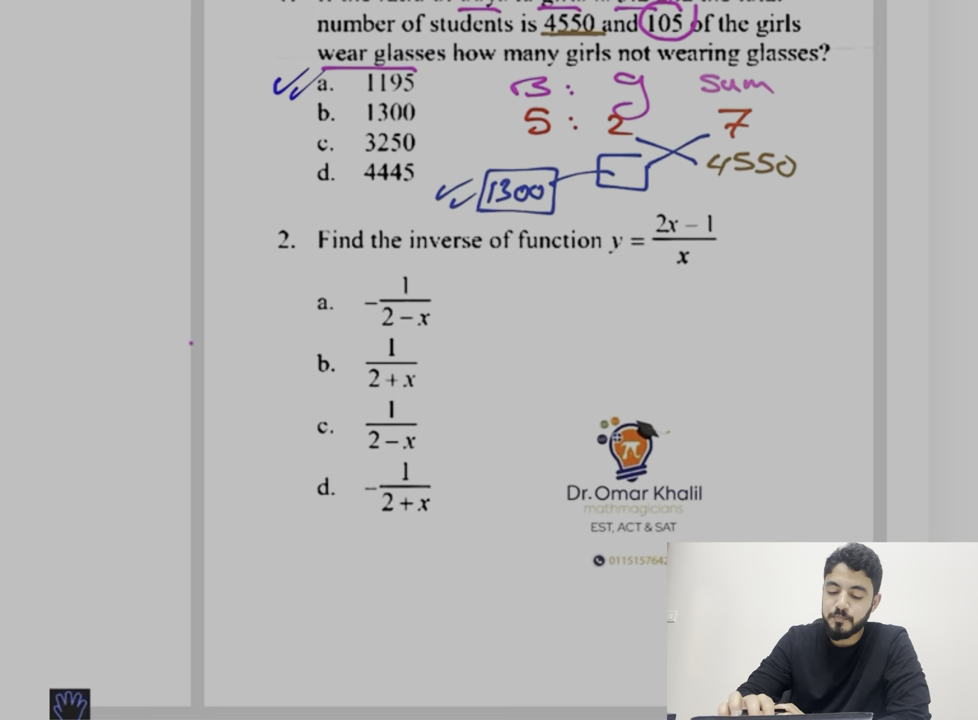 number of students is 4550 and 105 of the girls
wear glasses how many girls not wearing glasses?
a. 1195
b. 1300
c. 3250
d. 4445
B : g Sum
5 : 2 7
4550
1300
2. Find the inverse of function y = (2x − 1)/x
a. −1/(2 − x)
b. 1/(2 + x)
c. 1/(2 − x)
d. −1/(2 + x)
π
Dr. Omar Khalil
mathmagicians
EST, ACT & SAT